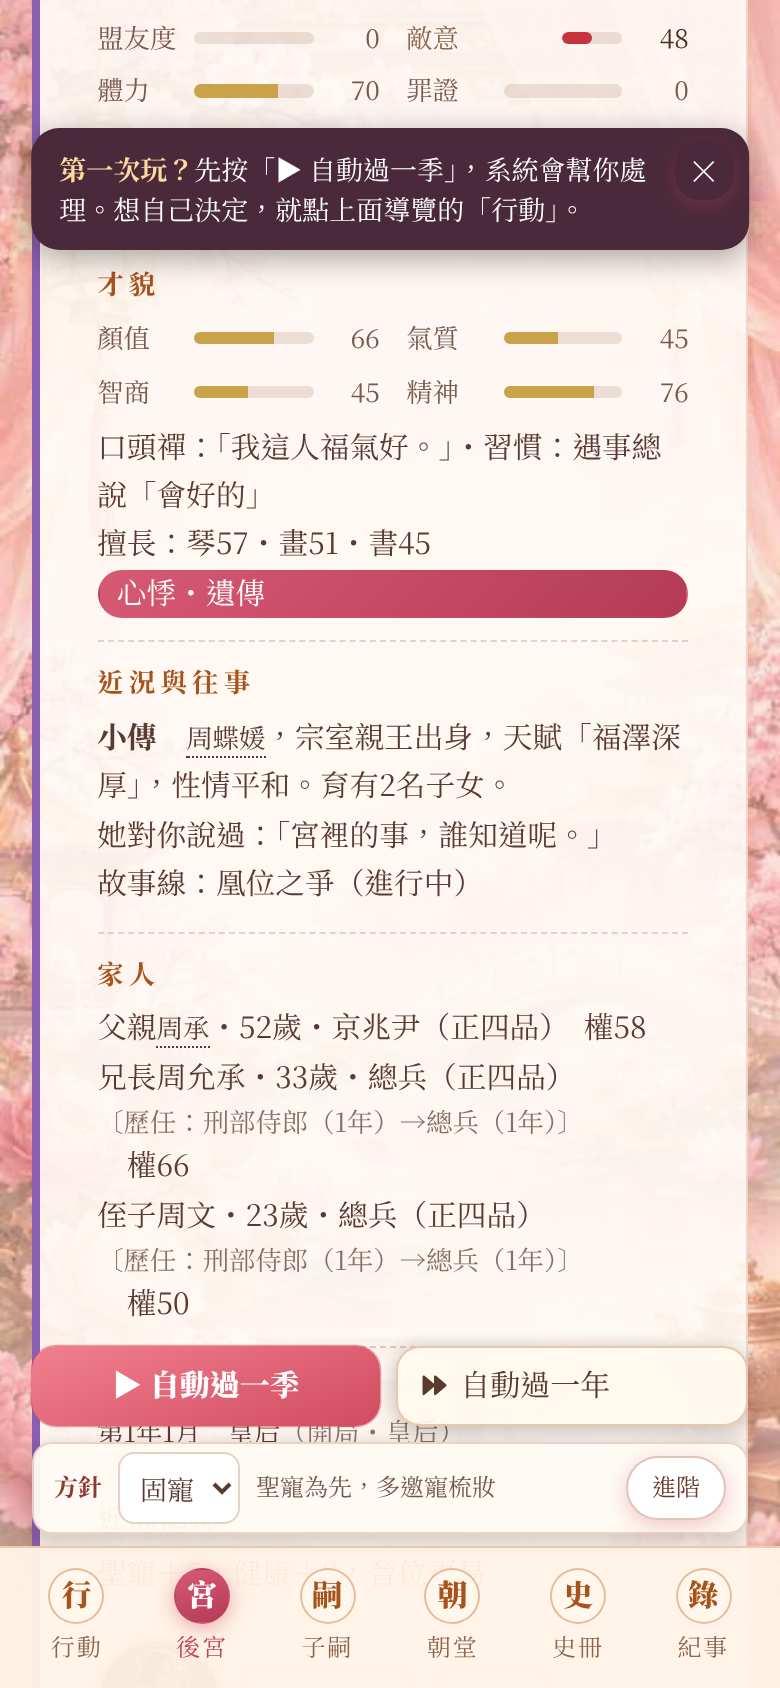 盟友度 0 敵意 48
體力 70 罪證 0
第一次玩？先按「▶ 自動過一季」，系統會幫你處
理。想自己決定，就點上面導覽的「行動」。
才貌
顏值 66 氣質 45
智商 45 精神 76
口頭禪：「我這人福氣好。」・習慣：遇事總
說「會好的」
擅長：琴57・畫51・書45
心悸・遺傳
近況與往事
小傳 周蝶媛，宗室親王出身，天賦「福澤深
厚」，性情平和。育有2名子女。
她對你說過：「宮裡的事，誰知道呢。」
故事線：凰位之爭（進行中）
家人
父親周承・52歲・京兆尹（正四品） 權58
兄長周允承・33歲・總兵（正四品）
〔歷任：刑部侍郎（1年）→總兵（1年）〕
權66
侄子周文・23歲・總兵（正四品）
〔歷任：刑部侍郎（1年）→總兵（1年）〕
權50
▶ 自動過一季 自動過一年
第1年1月 皇后（開局・皇后）
方針 固寵 聖寵為先，多邀寵梳妝 進階
行 宮 嗣 朝 史 錄
行動 後宮 子嗣 朝堂 史冊 紀事